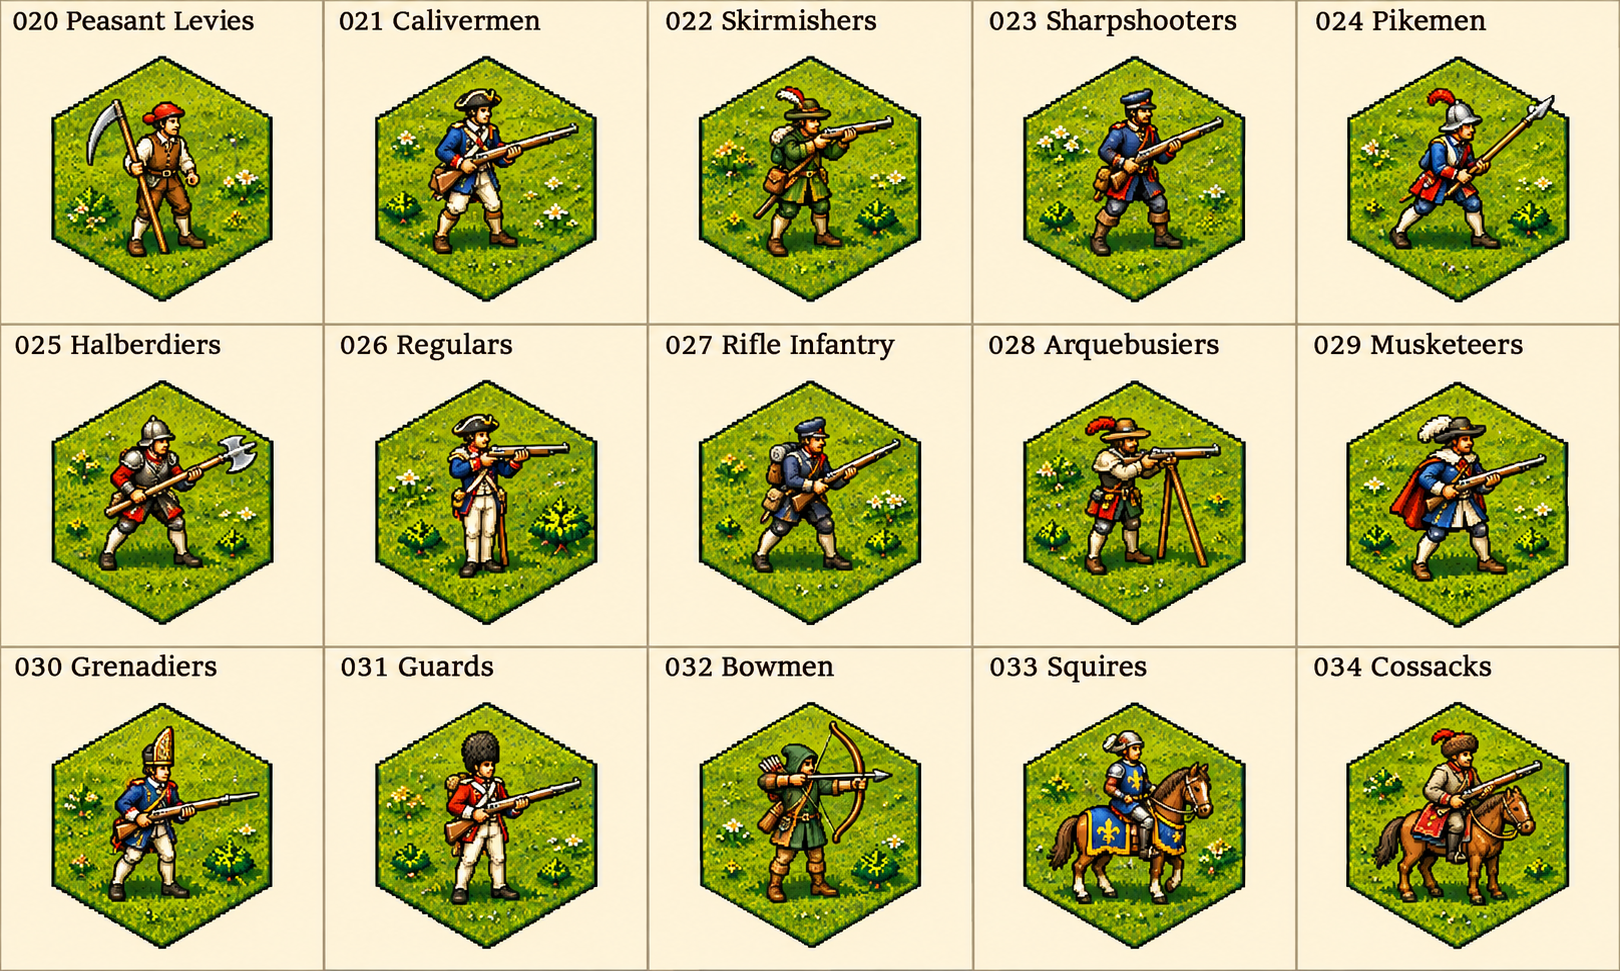 020 Peasant Levies
021 Calivermen
022 Skirmishers
023 Sharpshooters
024 Pikemen
025 Halberdiers
026 Regulars
027 Rifle Infantry
028 Arquebusiers
029 Musketeers
030 Grenadiers
031 Guards
032 Bowmen
033 Squires
034 Cossacks